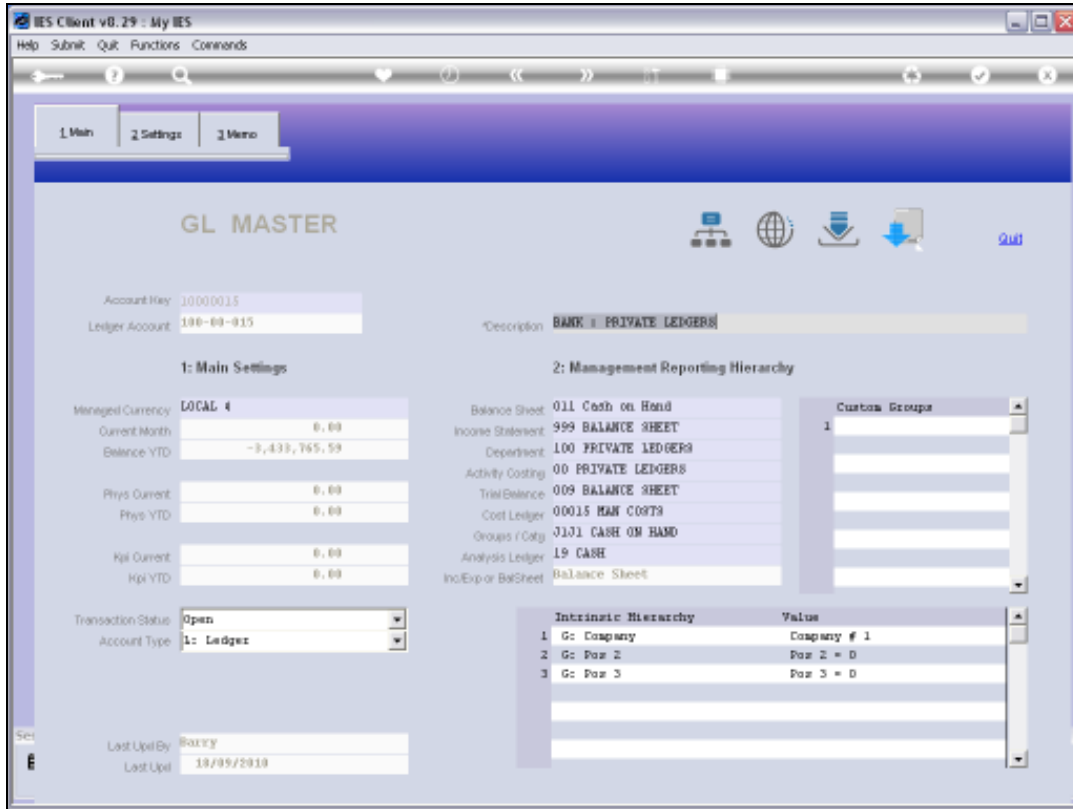 IES Client v8.29 : My IES
Help Submit Quit Functions Commands
1 Main 2 Settings 3 Memo
GL MASTER
Quit
Account Key 10000015
Ledger Account 100-00-015
*Description BANK : PRIVATE LEDGERS
1: Main Settings
2: Management Reporting Hierarchy
Managed Currency LOCAL
Current Month 0.00
Balance YTD -3,433,765.59
Phys Current 0.00
Phys YTD 0.00
Kpi Current 0.00
Kpi YTD 0.00
Balance Sheet 011 Cash on Hand
Income Statement 999 BALANCE SHEET
Department 100 PRIVATE LEDGERS
Activity Costing 00 PRIVATE LEDGERS
Trial Balance 009 BALANCE SHEET
Cost Ledger 00015 MAN COSTS
Groups / Catg J1J1 CASH ON HAND
Analysis Ledger 19 CASH
Inc/Exp or BalSheet Balance Sheet
Custom Groups
1
Transaction Status Open
Account Type 1: Ledger
Intrinsic Hierarchy Value
1 G: Company Company # 1
2 G: Pos 2 Pos 2 = 0
3 G: Pos 3 Pos 3 = 0
Last Upd By Barry
Last Upd 18/09/2010